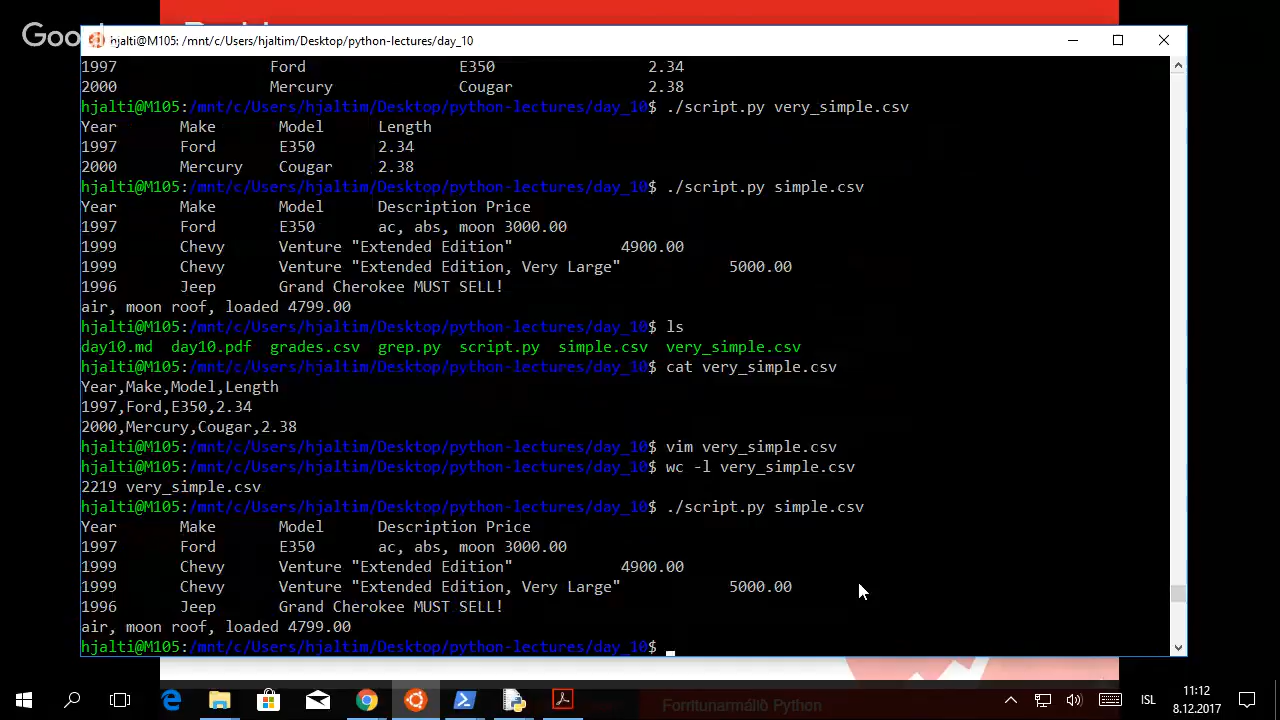 Goo
hjalti@M105: /mnt/c/Users/hjaltim/Desktop/python-lectures/day_10
1997 Ford E350 2.34
2000 Mercury Cougar 2.38
hjalti@M105:/mnt/c/Users/hjaltim/Desktop/python-lectures/day_10$ ./script.py very_simple.csv
Year Make Model Length
1997 Ford E350 2.34
2000 Mercury Cougar 2.38
hjalti@M105:/mnt/c/Users/hjaltim/Desktop/python-lectures/day_10$ ./script.py simple.csv
Year Make Model Description Price
1997 Ford E350 ac, abs, moon 3000.00
1999 Chevy Venture "Extended Edition" 4900.00
1999 Chevy Venture "Extended Edition, Very Large" 5000.00
1996 Jeep Grand Cherokee MUST SELL!
air, moon roof, loaded 4799.00
hjalti@M105:/mnt/c/Users/hjaltim/Desktop/python-lectures/day_10$ ls
day10.md day10.pdf grades.csv grep.py script.py simple.csv very_simple.csv
hjalti@M105:/mnt/c/Users/hjaltim/Desktop/python-lectures/day_10$ cat very_simple.csv
Year,Make,Model,Length
1997,Ford,E350,2.34
2000,Mercury,Cougar,2.38
hjalti@M105:/mnt/c/Users/hjaltim/Desktop/python-lectures/day_10$ vim very_simple.csv
hjalti@M105:/mnt/c/Users/hjaltim/Desktop/python-lectures/day_10$ wc -l very_simple.csv
2219 very_simple.csv
hjalti@M105:/mnt/c/Users/hjaltim/Desktop/python-lectures/day_10$ ./script.py simple.csv
Year Make Model Description Price
1997 Ford E350 ac, abs, moon 3000.00
1999 Chevy Venture "Extended Edition" 4900.00
1999 Chevy Venture "Extended Edition, Very Large" 5000.00
1996 Jeep Grand Cherokee MUST SELL!
air, moon roof, loaded 4799.00
hjalti@M105:/mnt/c/Users/hjaltim/Desktop/python-lectures/day_10$
Forritunarmálið Python
ISL
11:12
8.12.2017